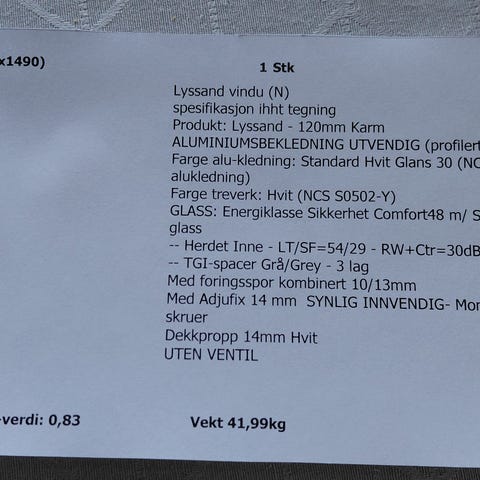 x1490)
1 Stk
Lyssand vindu (N)
spesifikasjon ihht tegning
Produkt: Lyssand - 120mm Karm
ALUMINIUMSBEKLEDNING UTVENDIG (profilert
Farge alu-kledning: Standard Hvit Glans 30 (NC
alukledning)
Farge treverk: Hvit (NCS S0502-Y)
GLASS: Energiklasse Sikkerhet Comfort48 m/ S
glass
-- Herdet Inne - LT/SF=54/29 - RW+Ctr=30dB
-- TGI-spacer Grå/Grey - 3 lag
Med foringsspor kombinert 10/13mm
Med Adjufix 14 mm SYNLIG INNVENDIG- Mon
skruer
Dekkpropp 14mm Hvit
UTEN VENTIL
-verdi: 0,83
Vekt 41,99kg